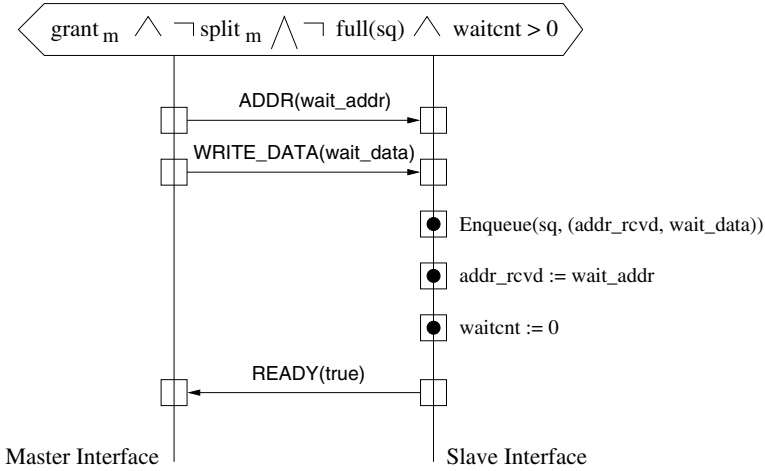 grant m ∧ ¬ split m ∧ ¬ full(sq) ∧ waitcnt > 0
ADDR(wait_addr)
WRITE_DATA(wait_data)
Enqueue(sq, (addr_rcvd, wait_data))
addr_rcvd := wait_addr
waitcnt := 0
READY(true)
Master Interface Slave Interface